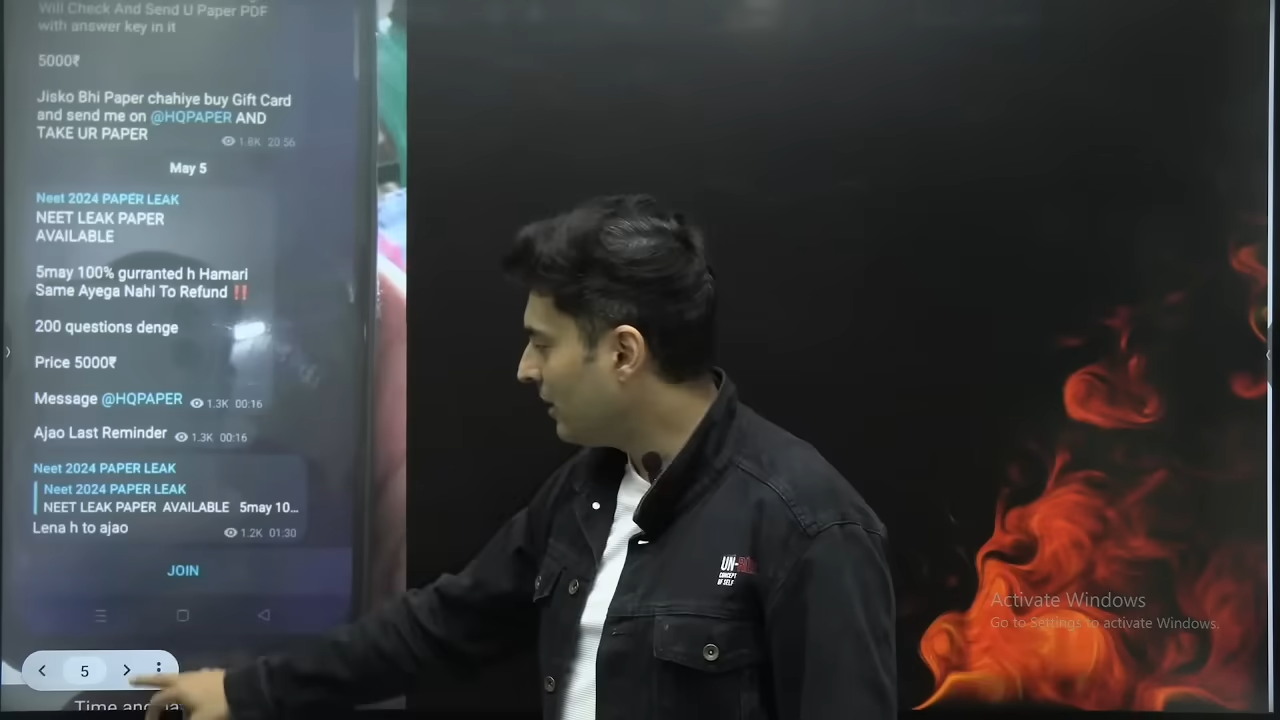 Will Check And Send U Paper PDF
with answer key in it
5000₹
Jisko Bhi Paper chahiye buy Gift Card
and send me on @HQPAPER AND
TAKE UR PAPER
1.8K 20:56
May 5
Neet 2024 PAPER LEAK
NEET LEAK PAPER
AVAILABLE
5may 100% gurranted h Hamari
Same Ayega Nahi To Refund ‼️
200 questions denge
Price 5000₹
Message @HQPAPER 1.3K 00:16
Ajao Last Reminder 1.3K 00:16
Neet 2024 PAPER LEAK
Neet 2024 PAPER LEAK
NEET LEAK PAPER AVAILABLE 5may 10...
Lena h to ajao 1.2K 01:30
JOIN
5
Time
UN-
CONCEPT
OF SELF
Activate Windows
Go to Settings to activate Windows.